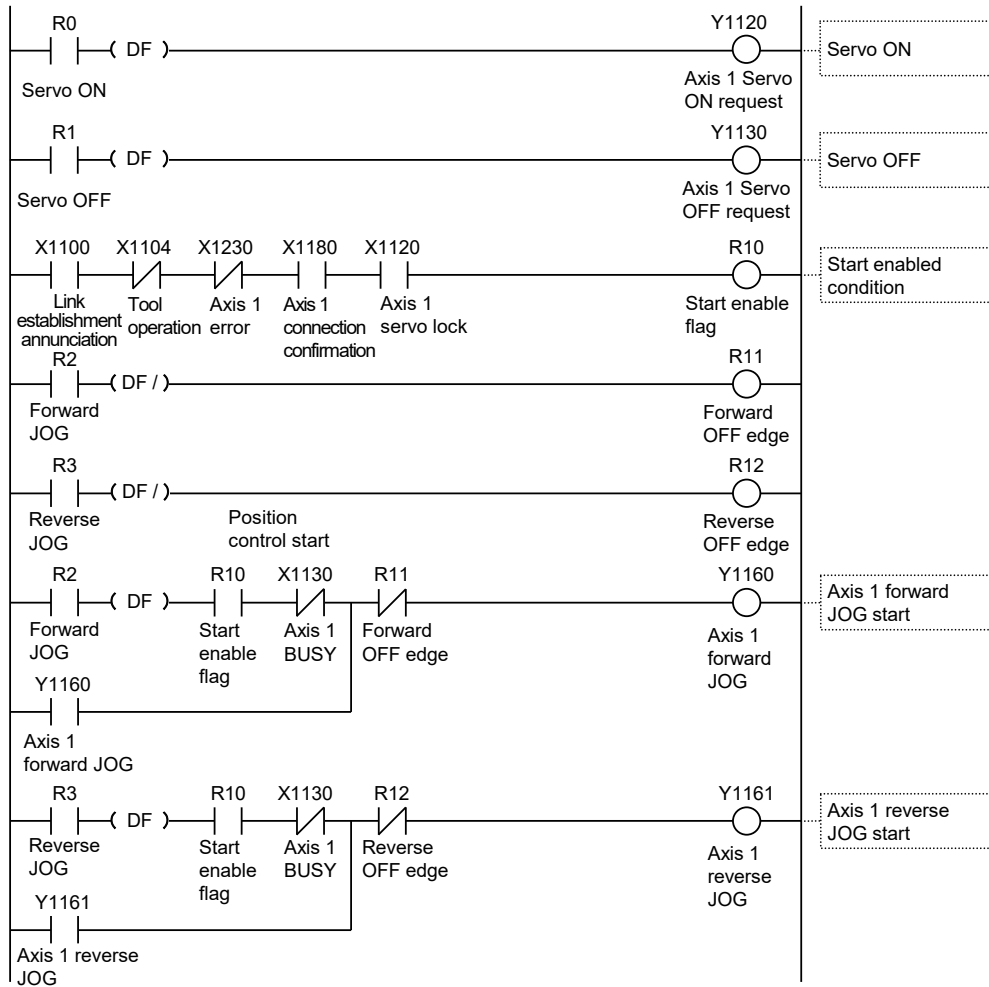 R0
Y1120
( DF )
Servo ON
Servo ON
Axis 1 Servo
ON request
R1
Y1130
( DF )
Servo OFF
Servo OFF
Axis 1 Servo
OFF request
X1100 X1104 X1230 X1180 X1120
R10
Start enabled
condition
Link
establishment
annunciation
Tool
operation
Axis 1
error
Axis 1
connection
confirmation
Axis 1
servo lock
Start enable
flag
R2
R11
( DF / )
Forward
JOG
Forward
OFF edge
R3
R12
( DF / )
Reverse
JOG
Reverse
OFF edge
Position
control start
R2 R10 X1130 R11
Y1160
( DF )
Axis 1 forward
JOG start
Forward
JOG
Start
enable
flag
Axis 1
BUSY
Forward
OFF edge
Axis 1
forward
JOG
Y1160
Axis 1
forward JOG
R3 R10 X1130 R12
Y1161
( DF )
Axis 1 reverse
JOG start
Reverse
JOG
Start
enable
flag
Axis 1
BUSY
Reverse
OFF edge
Axis 1
reverse
JOG
Y1161
Axis 1 reverse
JOG